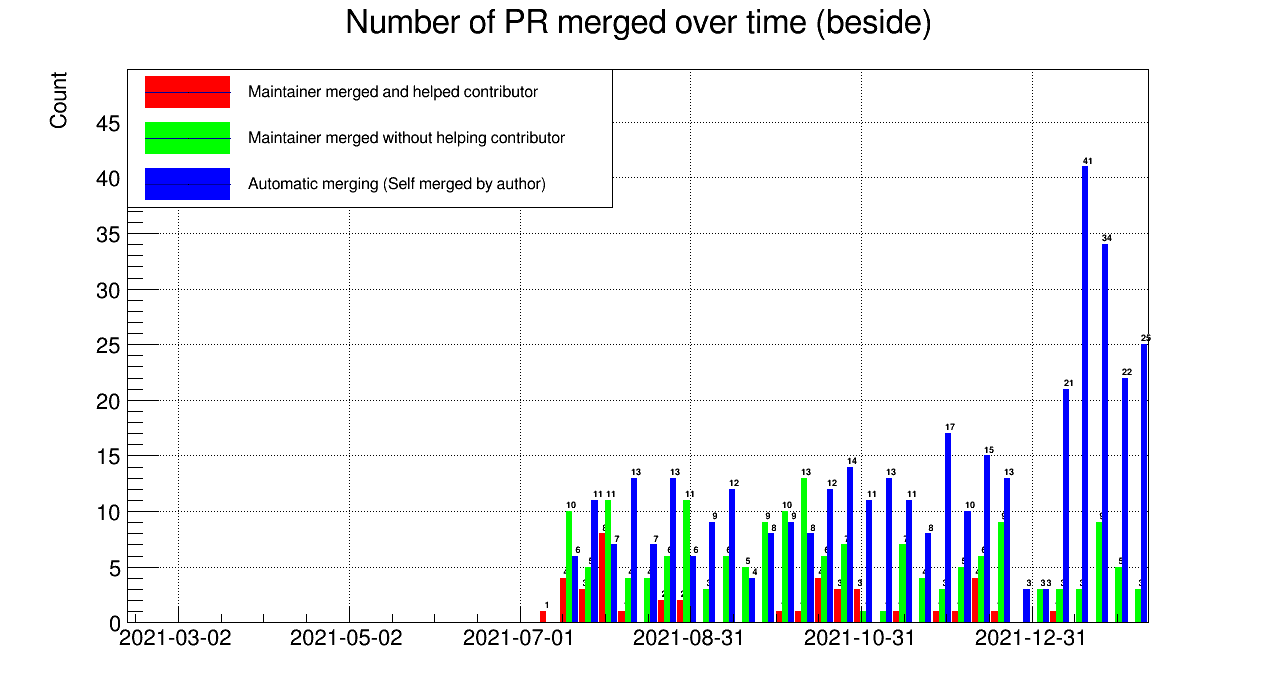 Number of PR merged over time (beside)
Count
Maintainer merged and helped contributor
Maintainer merged without helping contributor
Automatic merging (Self merged by author)
45
40
35
30
25
20
15
10
5
0
41
34
25
22
21
17
15
14
13 13 13 13 13
12 12
11 11 11 11 11
10 10 10
9 9 9
8 8 8
7 7
6 6
5
4
3 3 3
1
2021-03-02 2021-05-02 2021-07-01 2021-08-31 2021-10-31 2021-12-31